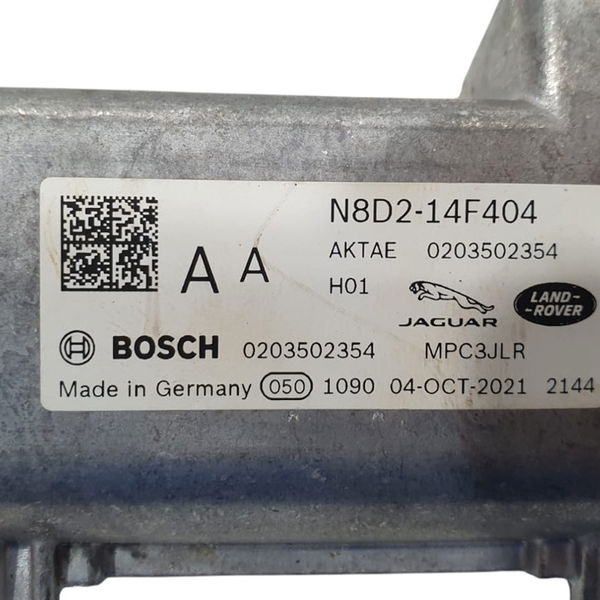 N8D2-14F404
A A AKTAE 0203502354
H01 JAGUAR LAND-ROVER
BOSCH 0203502354 MPC3JLR
Made in Germany 050 1090 04-OCT-2021 2144